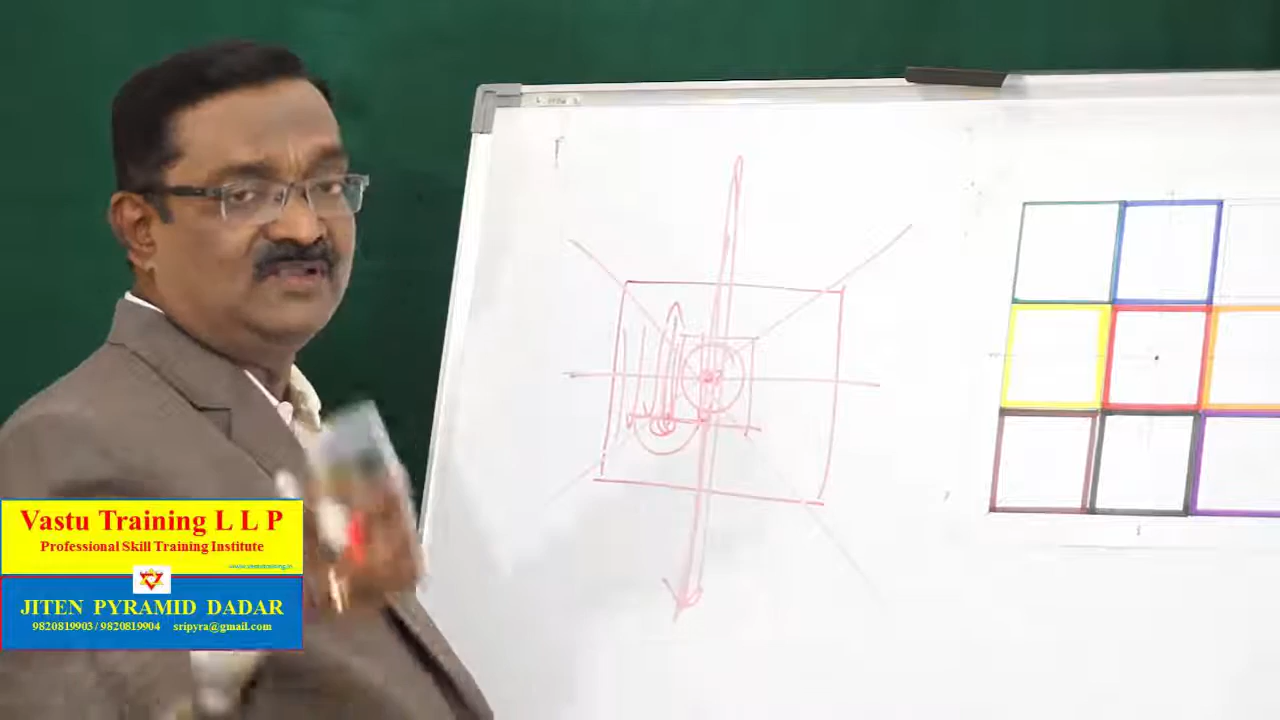 Vastu Training L L P
Professional Skill Training Institute
JITEN PYRAMID DADAR
9820819903 / 9820819904 sripyra@gmail.com